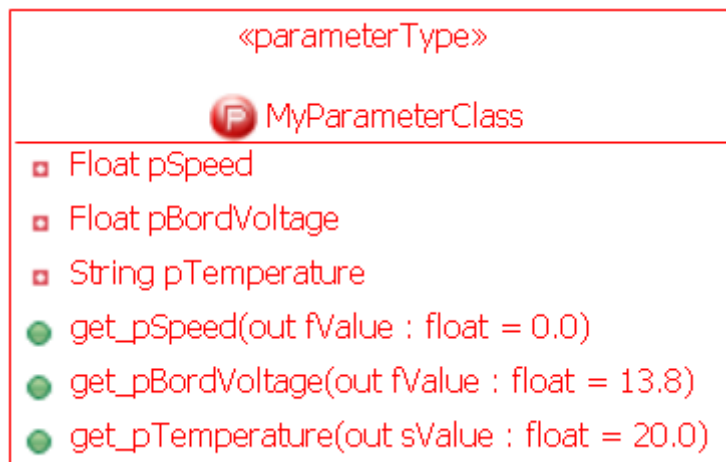 «parameterType»
P MyParameterClass
Float pSpeed
Float pBordVoltage
String pTemperature
get_pSpeed(out fValue : float = 0.0)
get_pBordVoltage(out fValue : float = 13.8)
get_pTemperature(out sValue : float = 20.0)